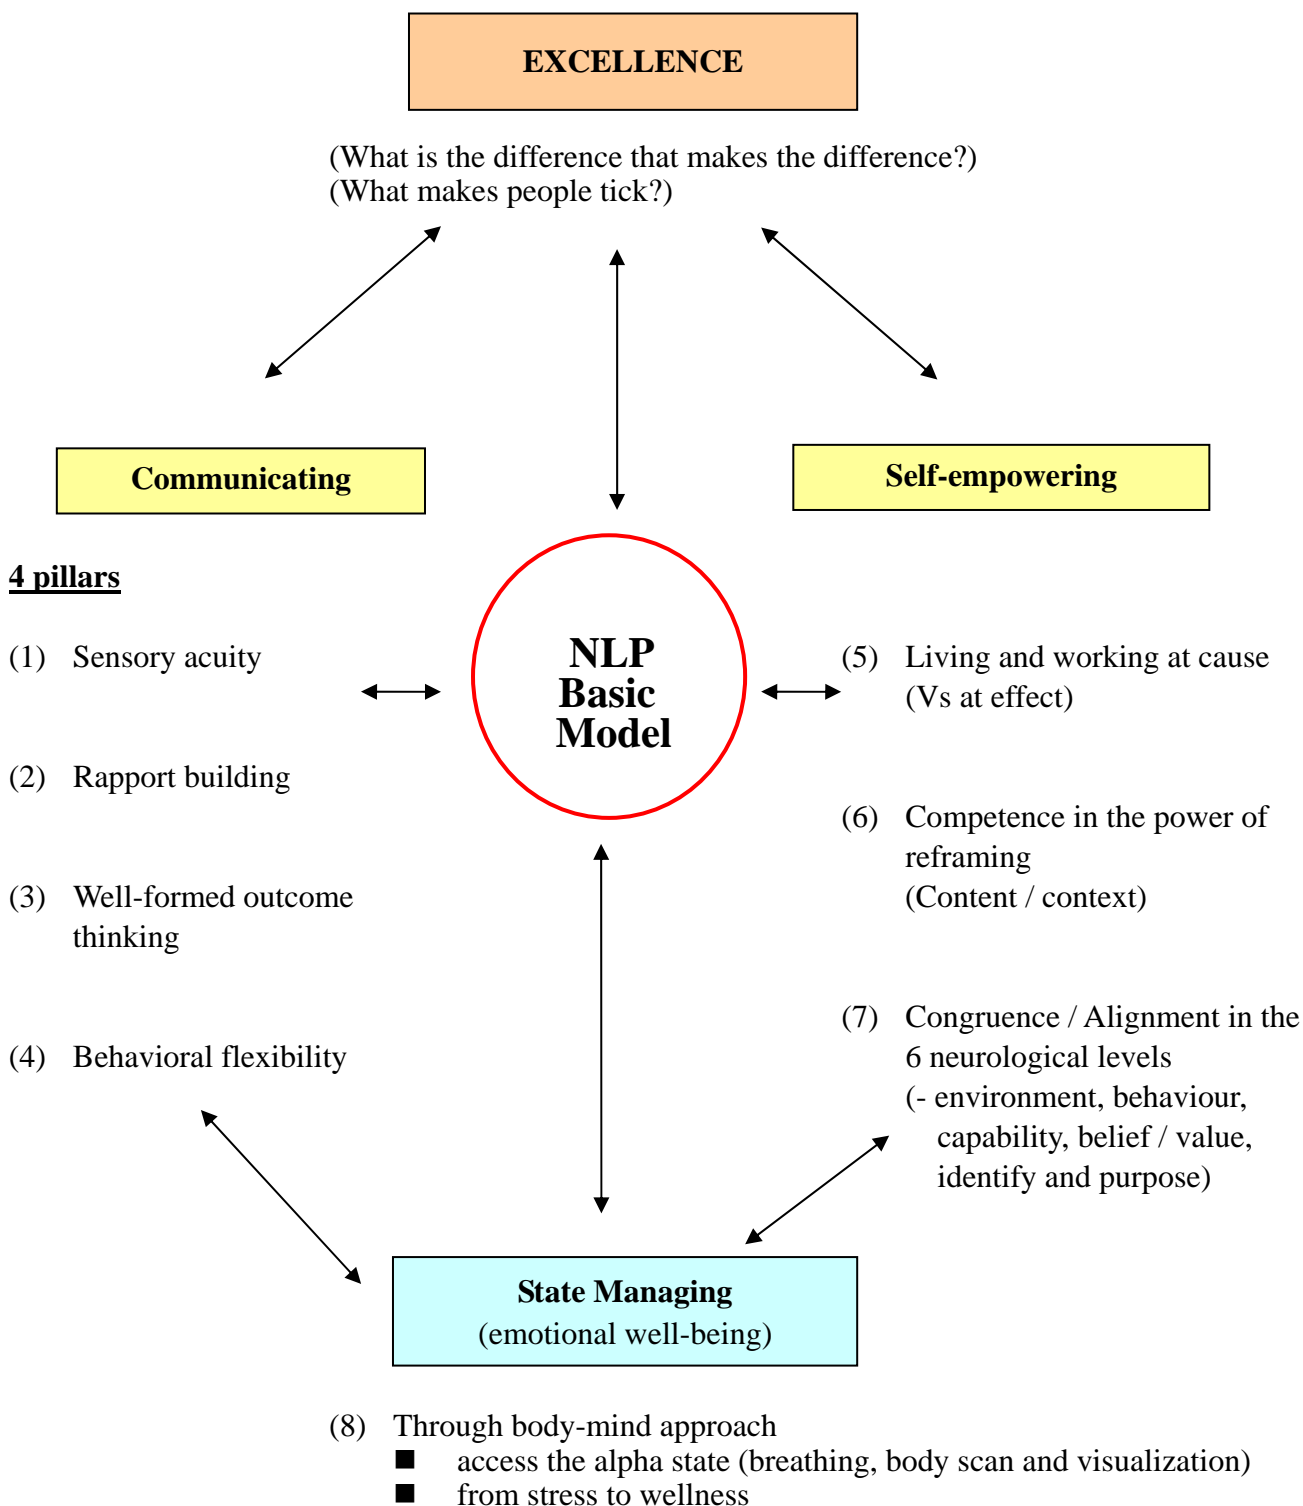 EXCELLENCE
(What is the difference that makes the difference?)
(What makes people tick?)
Communicating
Self-empowering
4 pillars
(1) Sensory acuity
(2) Rapport building
(3) Well-formed outcome
thinking
(4) Behavioral flexibility
NLP
Basic
Model
(5) Living and working at cause
(Vs at effect)
(6) Competence in the power of
reframing
(Content / context)
(7) Congruence / Alignment in the
6 neurological levels
(- environment, behaviour,
capability, belief / value,
identify and purpose)
State Managing
(emotional well-being)
(8) Through body-mind approach
■ access the alpha state (breathing, body scan and visualization)
■ from stress to wellness